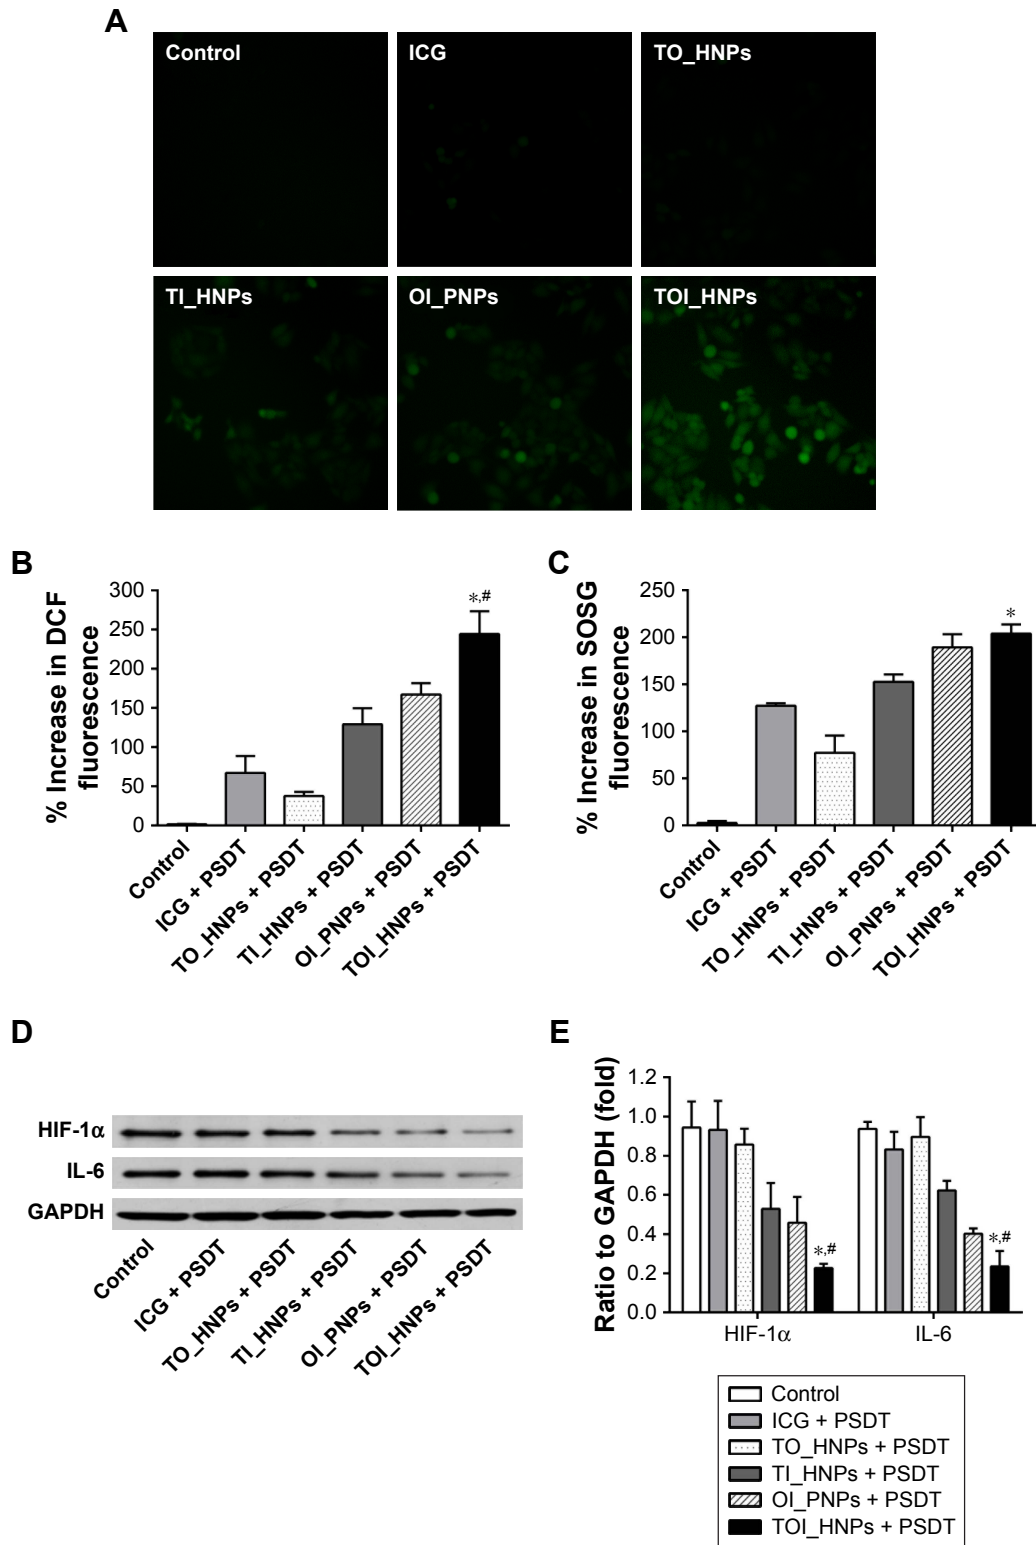 A
Control
ICG
TO_HNPs
TI_HNPs
OI_PNPs
TOI_HNPs
B
% Increase in DCF
fluorescence
300
250
200
150
100
50
0
*,#
Control
ICG + PSDT
TO_HNPs + PSDT
TI_HNPs + PSDT
OI_PNPs + PSDT
TOI_HNPs + PSDT
C
% Increase in SOSG
fluorescence
250
200
150
100
50
0
*
Control
ICG + PSDT
TO_HNPs + PSDT
TI_HNPs + PSDT
OI_PNPs + PSDT
TOI_HNPs + PSDT
D
HIF-1α
IL-6
GAPDH
Control
ICG + PSDT
TO_HNPs + PSDT
TI_HNPs + PSDT
OI_PNPs + PSDT
TOI_HNPs + PSDT
E
Ratio to GAPDH (fold)
1.2
1.0
0.8
0.6
0.4
0.2
0.0
*,#
*,#
HIF-1α
IL-6
Control
ICG + PSDT
TO_HNPs + PSDT
TI_HNPs + PSDT
OI_PNPs + PSDT
TOI_HNPs + PSDT